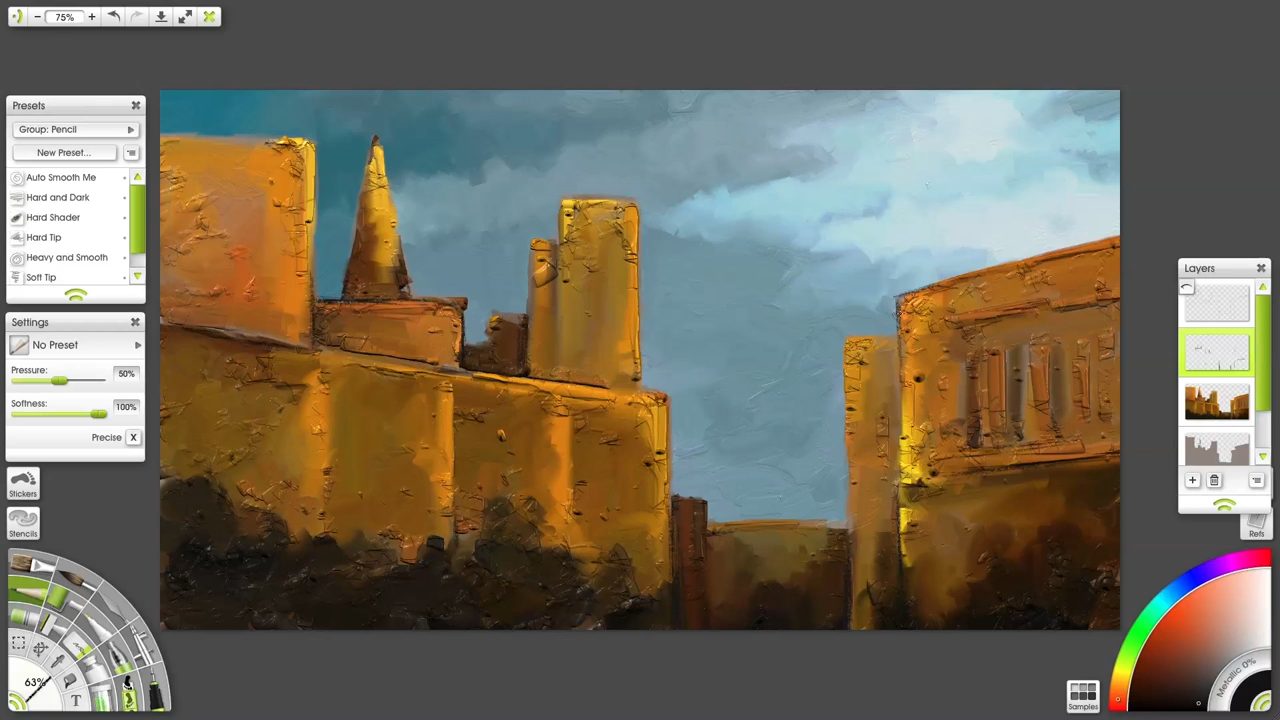 75%
Presets
Group: Pencil
New Preset...
Auto Smooth Me
Hard and Dark
Hard Shader
Hard Tip
Heavy and Smooth
Soft Tip
Settings
No Preset
Pressure:
50%
Softness:
100%
Precise X
Stickers
Stencils
63%
T
Layers
Refs
Metallic 0%
Samples